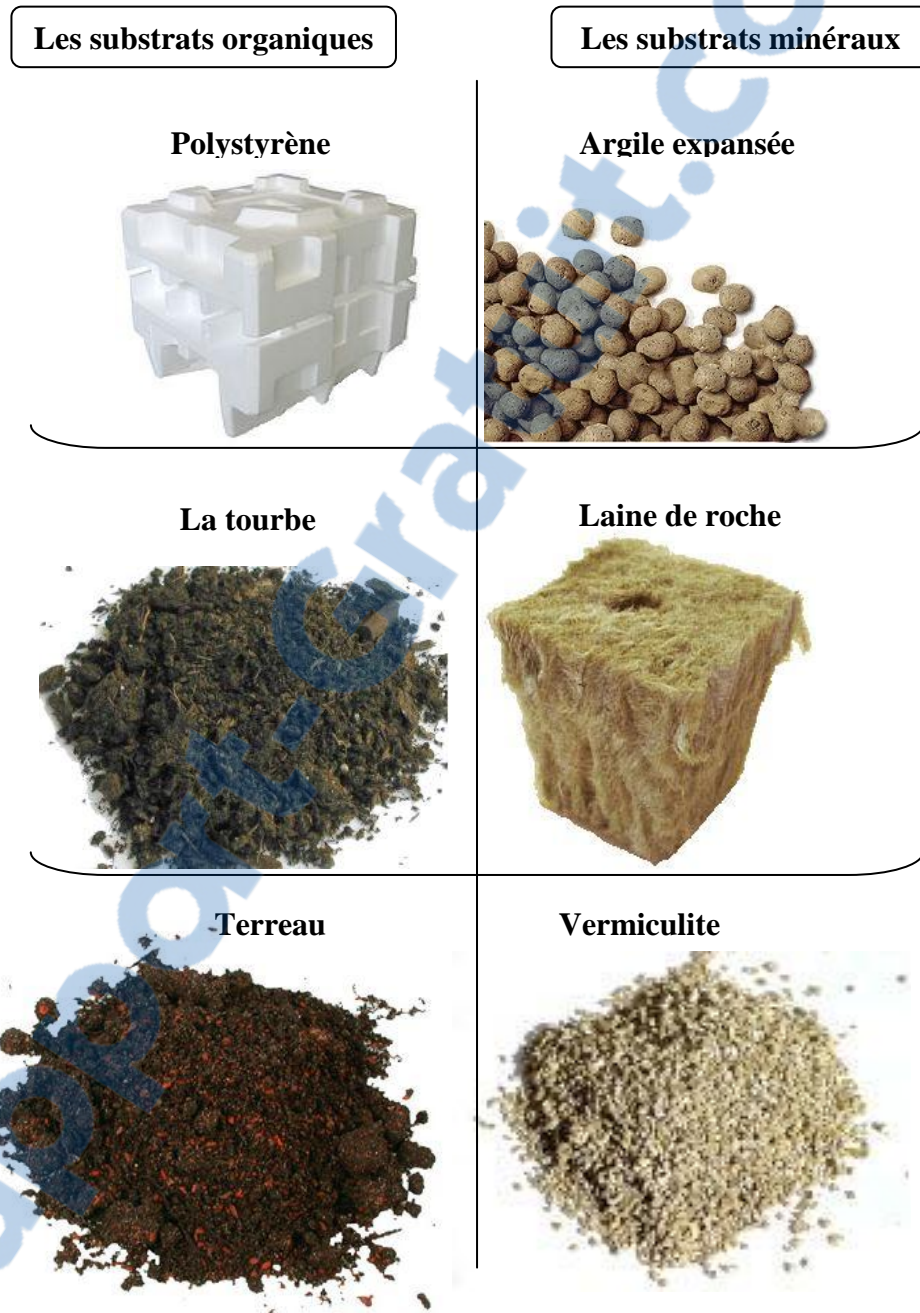 Les substrats organiques
Les substrats minéraux
Polystyrène
Argile expansée
La tourbe
Laine de roche
Terreau
Vermiculite